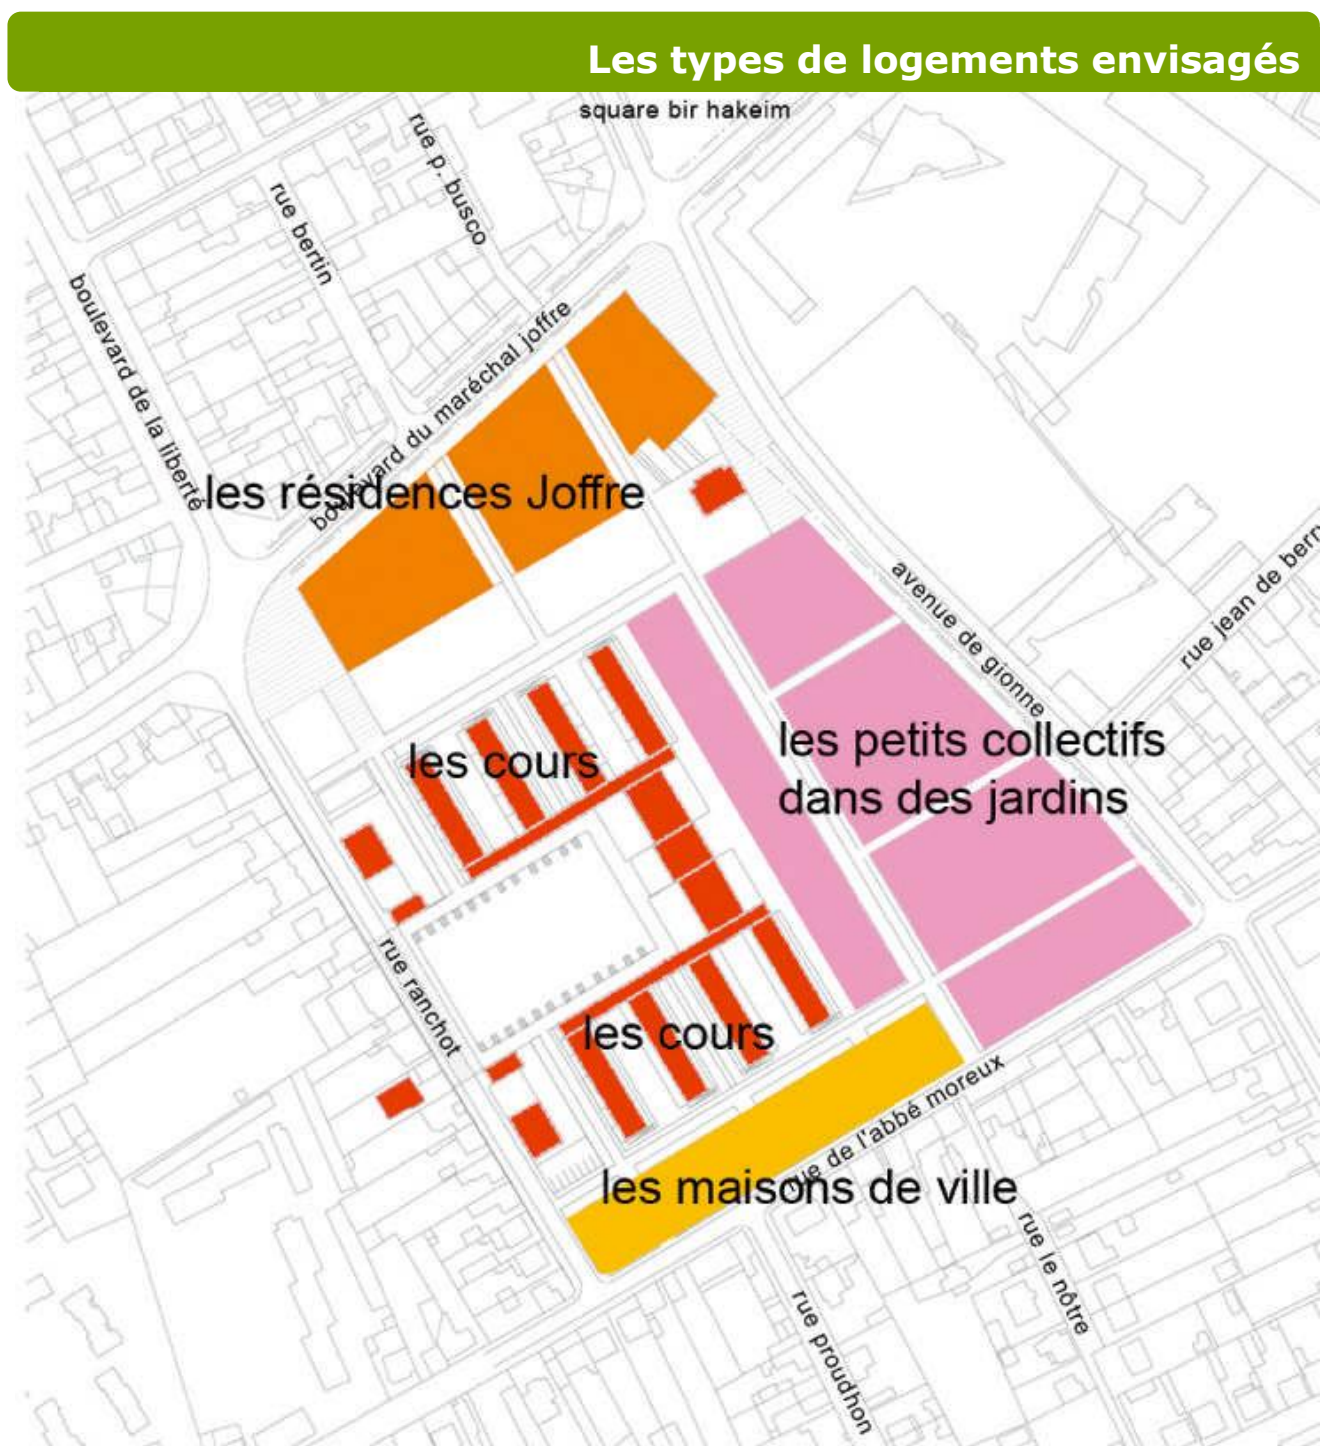 Les types de logements envisagés
square bir hakeim
rue p. busco
rue bertin
boulevard de la liberté
boulevard du maréchal joffre
les résidences Joffre
avenue de gionne
rue jean de bern
les petits collectifs
dans des jardins
les cours
rue ranchot
les cours
rue de l'abbé moreux
les maisons de ville
rue le nôtre
rue proudhon